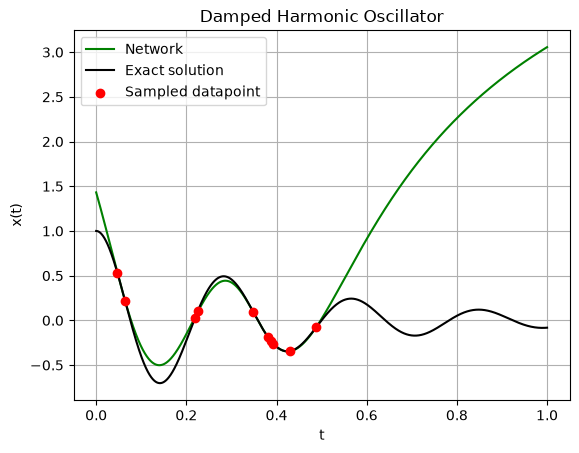 Damped Harmonic Oscillator
Network
Exact solution
Sampled datapoint
x(t)
3.0
2.5
2.0
1.5
1.0
0.5
0.0
−0.5
0.0 0.2 0.4 0.6 0.8 1.0
t